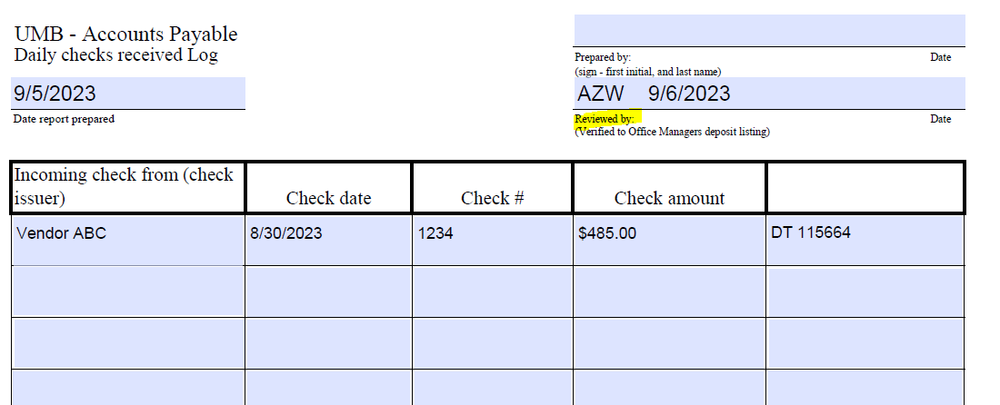 UMB - Accounts Payable
Daily checks received Log
Prepared by: Date
(sign - first initial, and last name)
9/5/2023
AZW 9/6/2023
Date report prepared
Reviewed by: Date
(Verified to Office Managers deposit listing)
Incoming check from (check
issuer) Check date Check # Check amount
Vendor ABC 8/30/2023 1234 $485.00 DT 115664